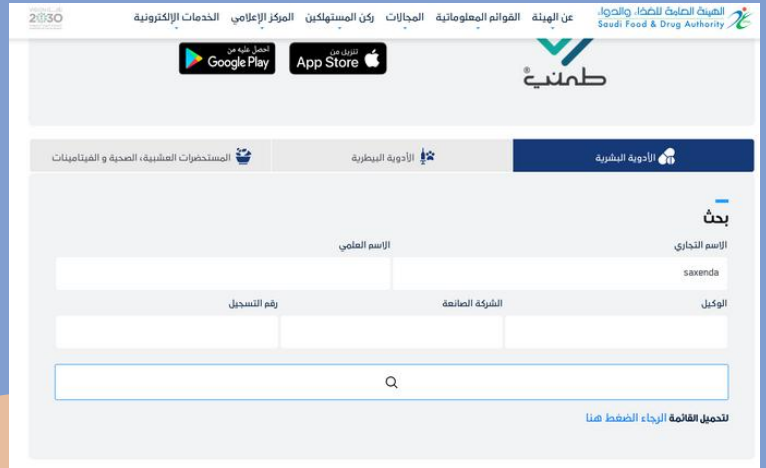 الهيئة العامة للغذاء والدواء
Saudi Food & Drug Authority
عن الهيئة القوائم المعلوماتية المجالات ركن المستهلكين المركز الإعلامي الخدمات الإلكترونية
2030
طمني
تنزيل من
App Store
احصل عليه من
Google Play
الأدوية البشرية
الأدوية البيطرية
المستحضرات العشبية، الصحية و الفيتامينات
بحث
الاسم التجاري
الاسم العلمي
saxenda
الوكيل
الشركة الصانعة
رقم التسجيل
لتحميل القائمة الرجاء الضغط هنا